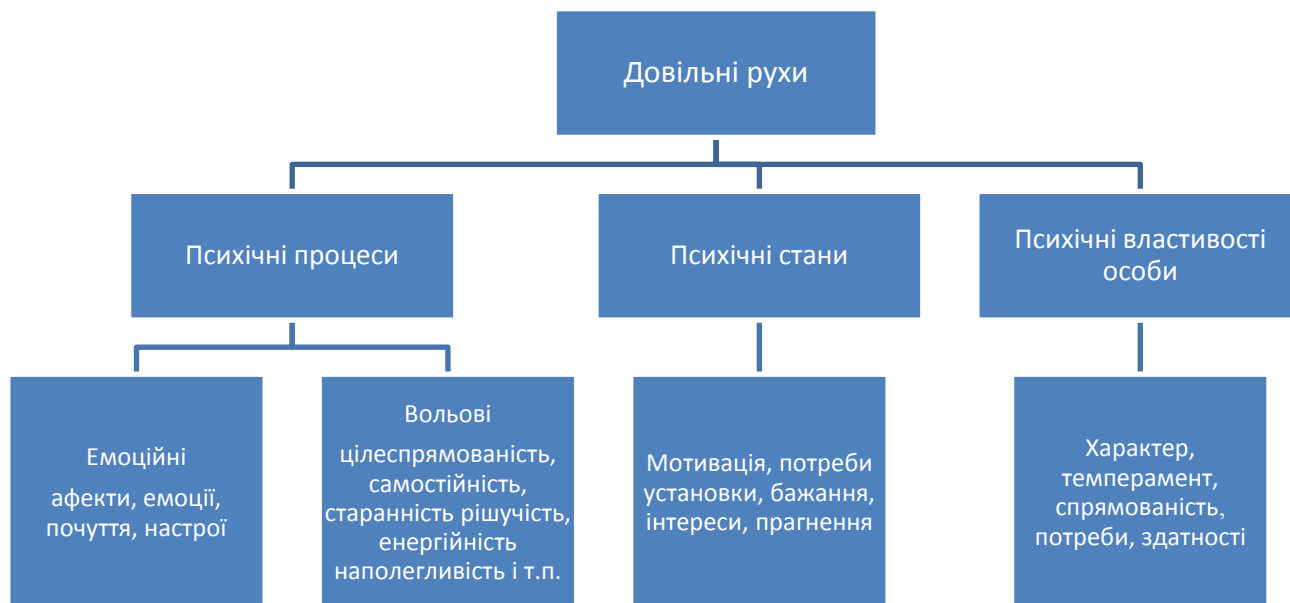 Довільні рухи
Психічні процеси
Психічні стани
Психічні властивості
особи
Емоційні
афекти, емоції,
почуття, настрої
Вольові
цілеспрямованість,
самостійність,
старанність рішучість,
енергійність
наполегливість і т.п.
Мотивація, потреби
установки, бажання,
інтереси, прагнення
Характер,
темперамент,
спрямованість,
потреби, здатності